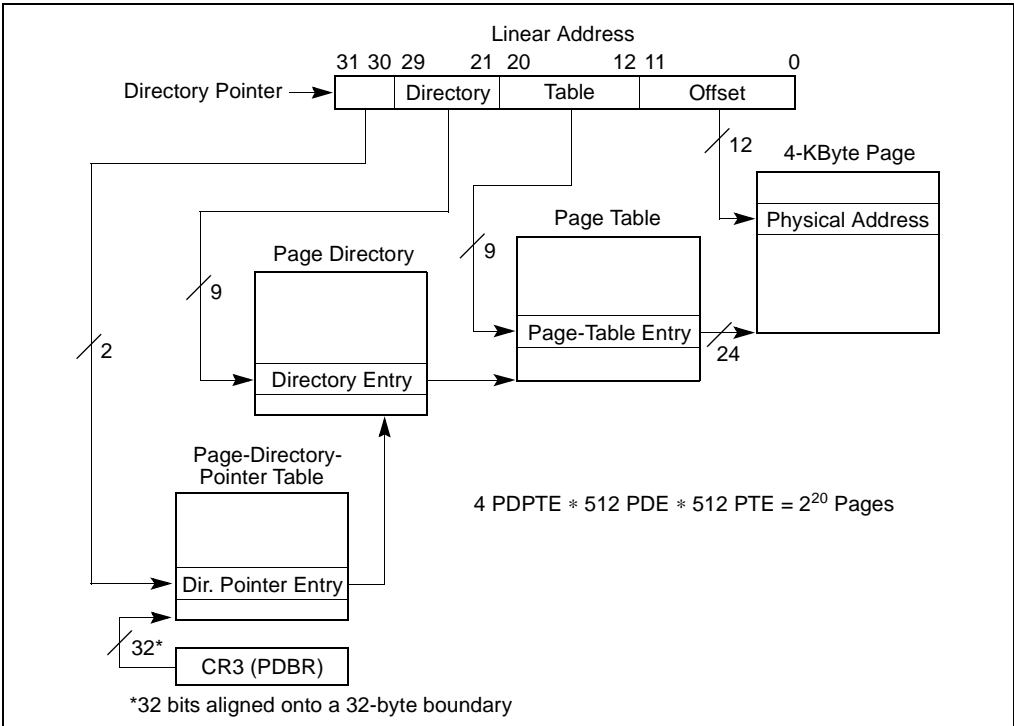 Linear Address
31 30 29 21 20 12 11 0
Directory Pointer
Directory Table Offset
12
4-KByte Page
Physical Address
Page Table
9
Page-Table Entry
24
Page Directory
9
Directory Entry
2
Page-Directory-
Pointer Table
4 PDPTE ∗ 512 PDE ∗ 512 PTE = 2²⁰ Pages
Dir. Pointer Entry
32*
CR3 (PDBR)
*32 bits aligned onto a 32-byte boundary